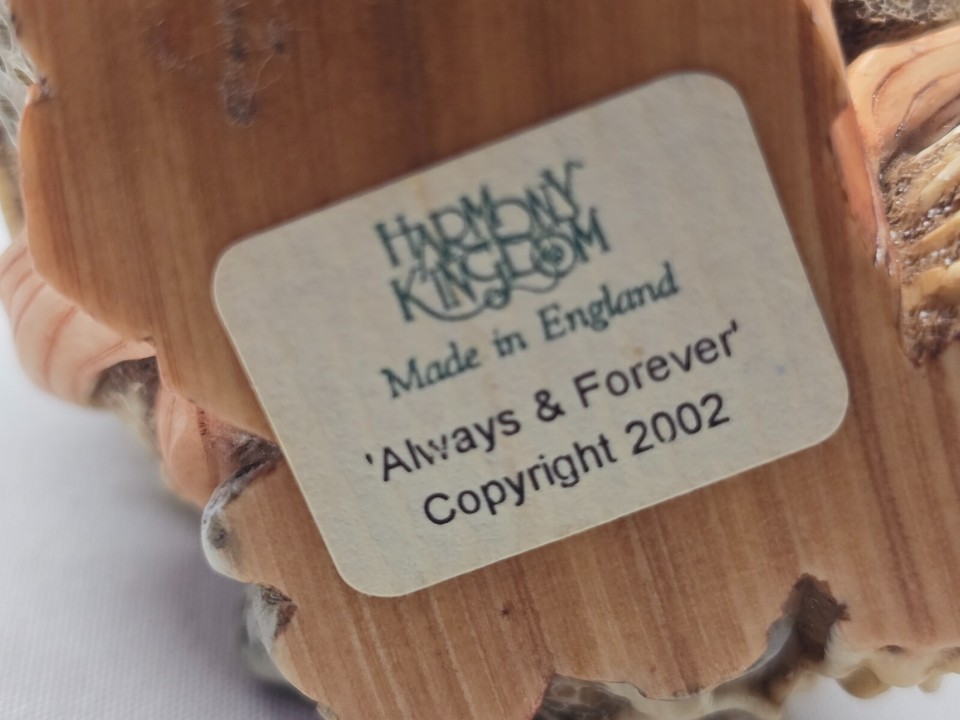 HARMONY
KINGDOM
Made in England
'Always & Forever'
Copyright 2002